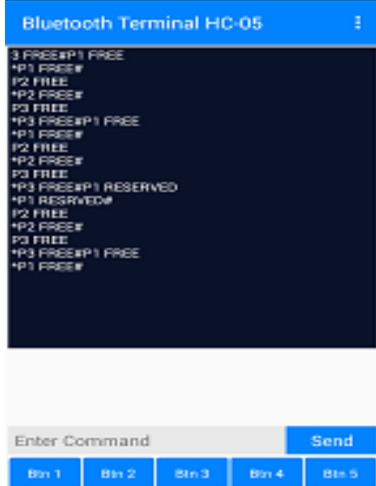 Bluetooth Terminal HC-05
3 FREE#P1 FREE
*P1 FREE#
P2 FREE
*P2 FREE#
P3 FREE
*P3 FREE#P1 FREE
*P1 FREE#
P2 FREE
*P2 FREE#
P3 FREE
*P3 FREE#P1 RESERVED
*P1 RESRVED#
P2 FREE
*P2 FREE#
P3 FREE
*P3 FREE#P1 FREE
*P1 FREE#
Enter Command
Send
Btn 1 Btn 2 Btn 3 Btn 4 Btn 5